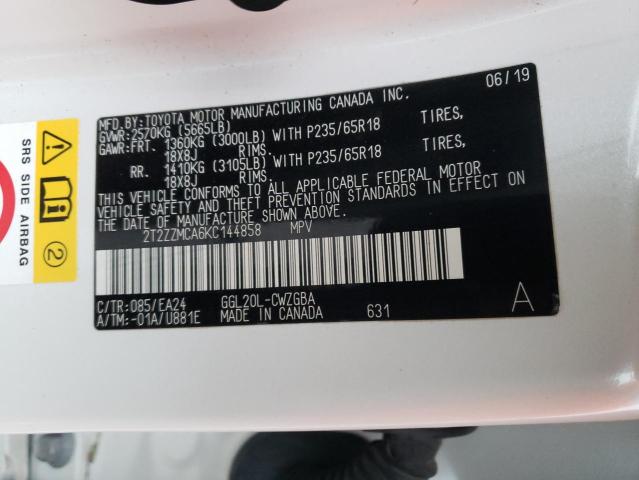 06/19
MFD. BY: TOYOTA MOTOR MANUFACTURING CANADA INC.
GVWR: 2570KG (5665LB)
GAWR: FRT. 1360KG (3000LB) WITH P235/65R18 TIRES,
18X8J RIMS.
RR. 1410KG (3105LB) WITH P235/65R18 TIRES,
18X8J RIMS.
THIS VEHICLE CONFORMS TO ALL APPLICABLE FEDERAL MOTOR
VEHICLE SAFETY AND THEFT PREVENTION STANDARDS IN EFFECT ON
THE DATE OF MANUFACTURE SHOWN ABOVE.
2T2ZZMCA6KC144858 MPV
C/TR: 085/EA24 GGL20L-CWZGBA
A/TM: -01A/U881E MADE IN CANADA 631 A
SRS SIDE AIRBAG
2